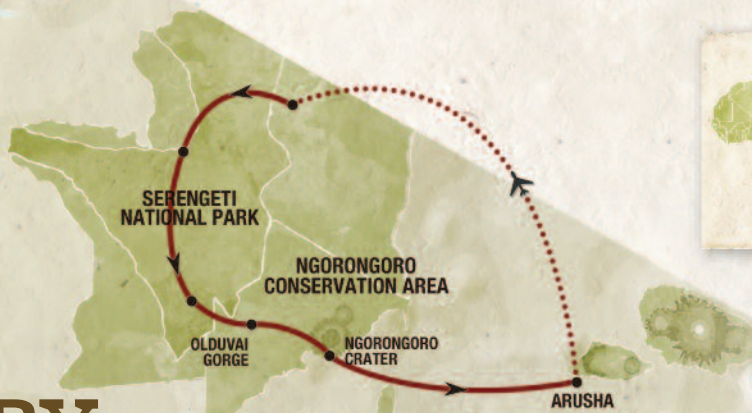 SERENGETI
NATIONAL PARK
NGORONGORO
CONSERVATION AREA
OLDUVAI
GORGE
NGORONGORO
CRATER
ARUSHA